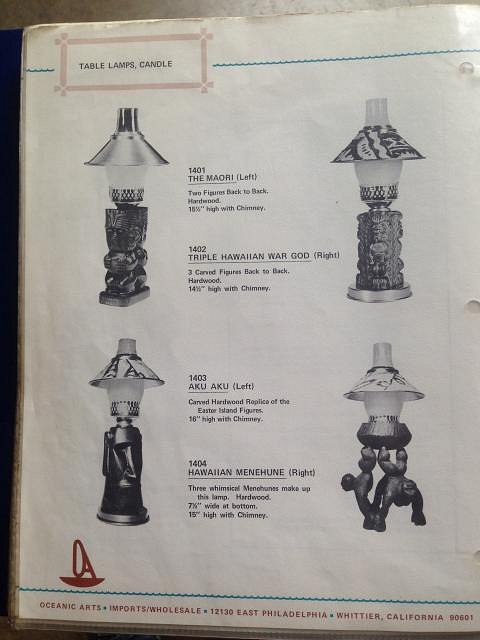 TABLE LAMPS, CANDLE
1401
THE MAORI (Left)
Two Figures Back to Back.
Hardwood.
15½" high with Chimney.
1402
TRIPLE HAWAIIAN WAR GOD (Right)
3 Carved Figures Back to Back.
Hardwood.
14½" high with Chimney.
1403
AKU AKU (Left)
Carved Hardwood Replica of the
Easter Island Figures.
16" high with Chimney.
1404
HAWAIIAN MENEHUNE (Right)
Three whimsical Menehunes make up
this lamp. Hardwood.
7½" wide at bottom.
15" high with Chimney.
OA
OCEANIC ARTS ▪ IMPORTS/WHOLESALE ▪ 12130 EAST PHILADELPHIA ▪ WHITTIER, CALIFORNIA 90601